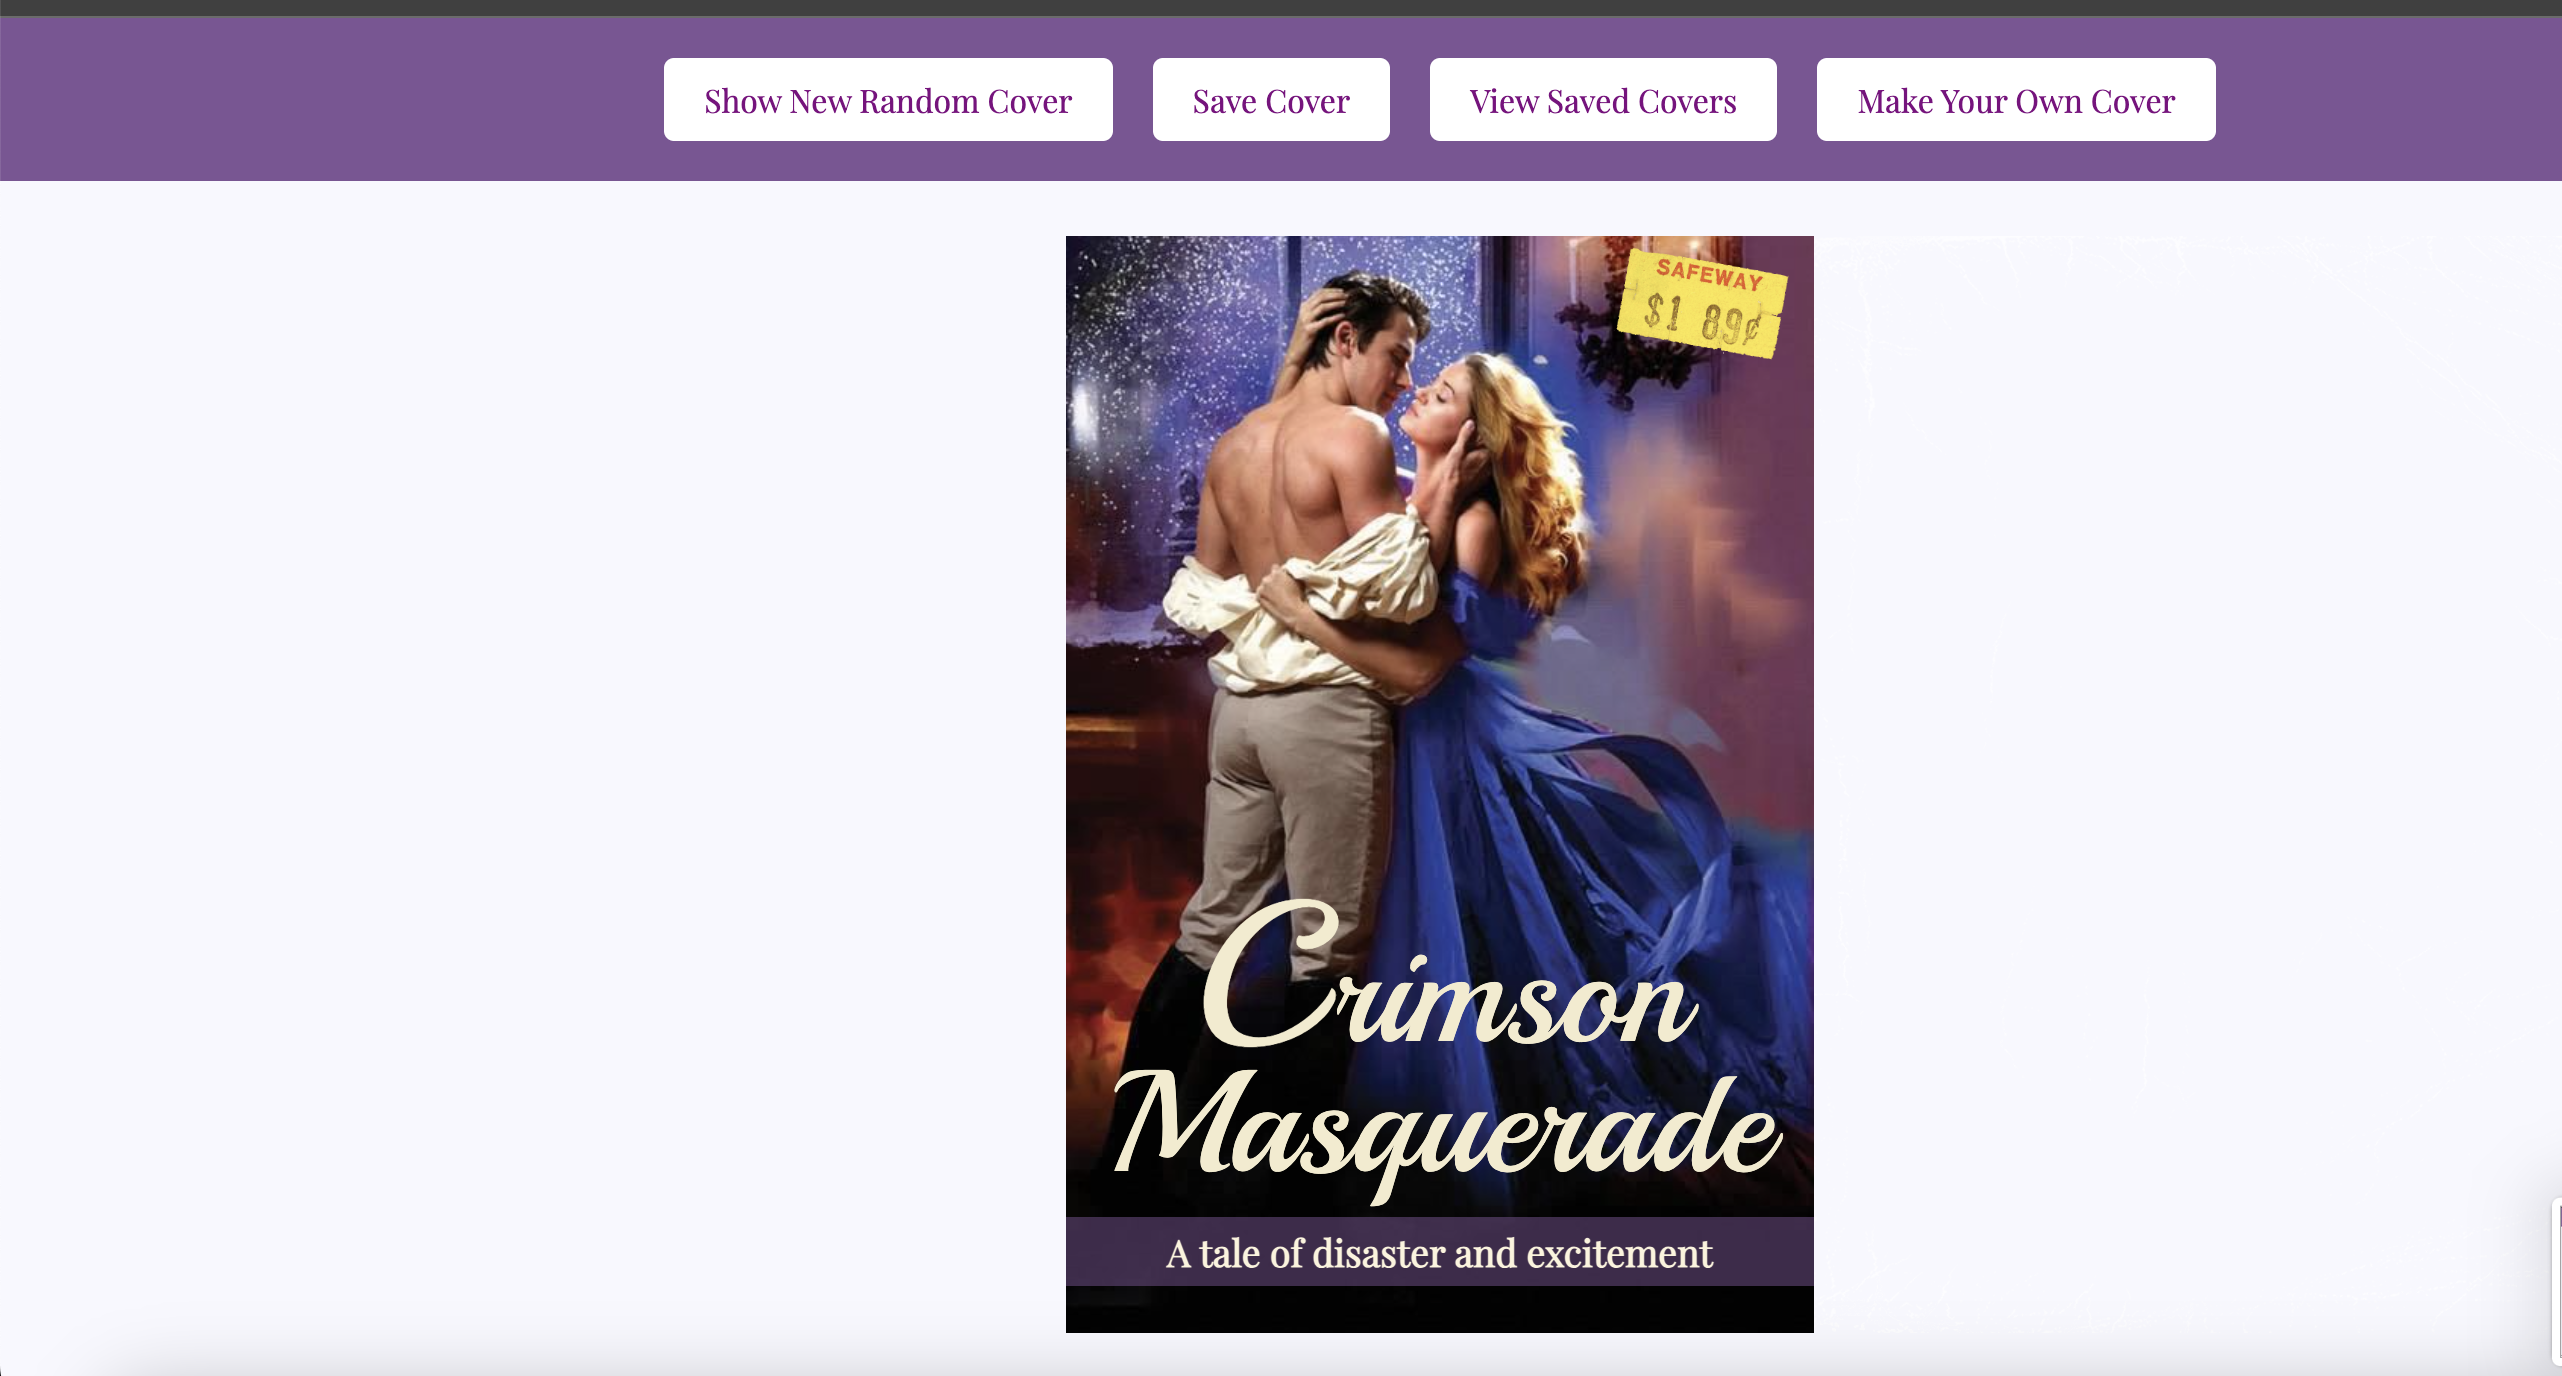 Show New Random Cover
Save Cover
View Saved Covers
Make Your Own Cover
SAFEWAY
$1 89¢
Crimson
Masquerade
A tale of disaster and excitement